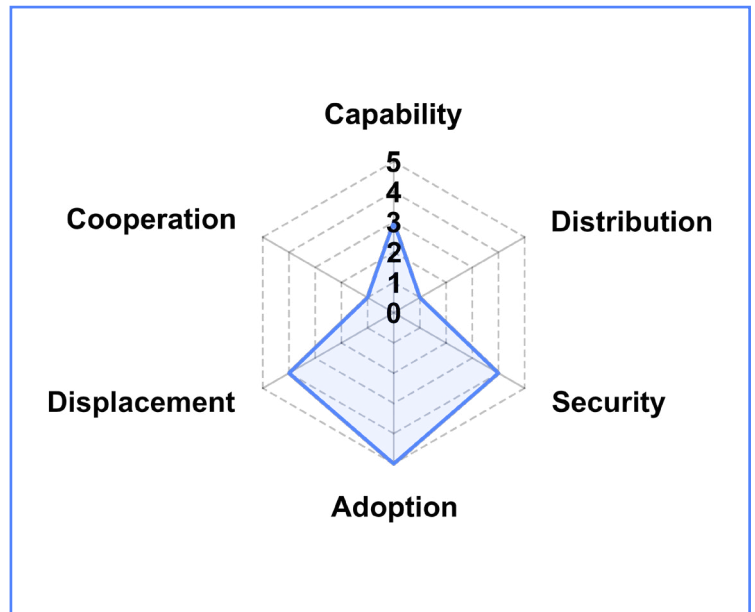 Capability
5
4
Cooperation
3
Distribution
2
1
0
Displacement
Security
Adoption